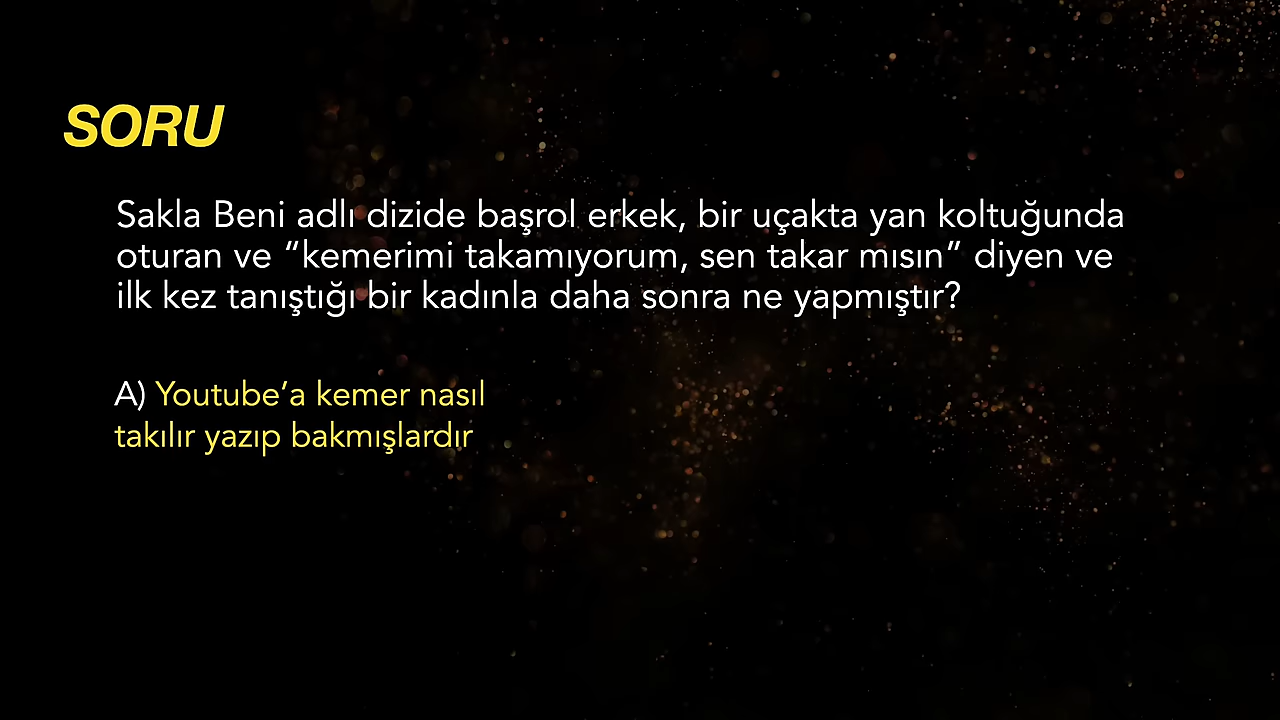 SORU
Sakla Beni adlı dizide başrol erkek, bir uçakta yan koltuğunda
oturan ve “kemerimi takamıyorum, sen takar mısın” diyen ve
ilk kez tanıştığı bir kadınla daha sonra ne yapmıştır?
A) Youtube’a kemer nasıl
takılır yazıp bakmışlardır